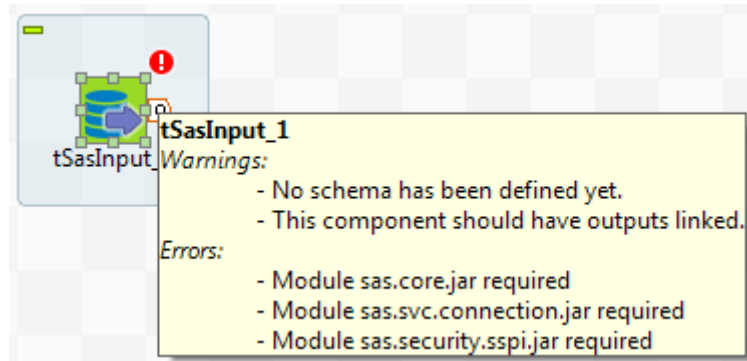 tSasInput_1
tSasInput_
Warnings:
- No schema has been defined yet.
- This component should have outputs linked.
Errors:
- Module sas.core.jar required
- Module sas.svc.connection.jar required
- Module sas.security.sspi.jar required